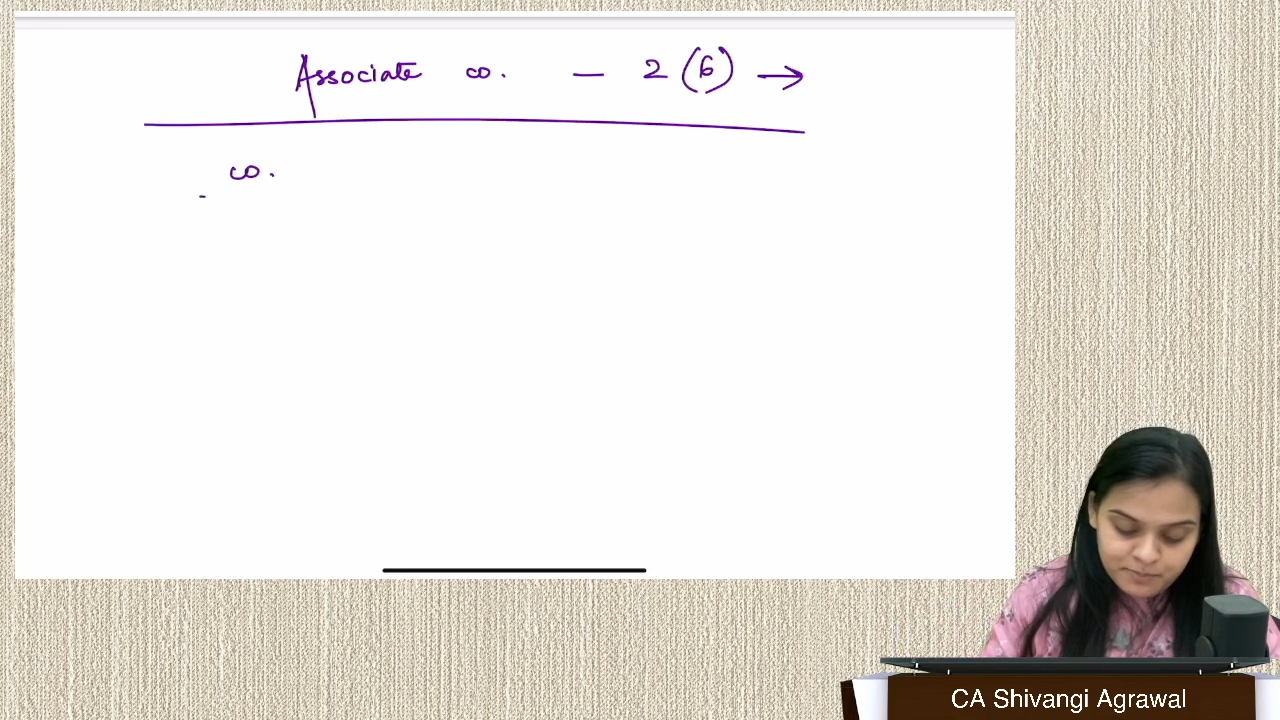 Associate co. — 2(6) →
co.
CA Shivangi Agrawal